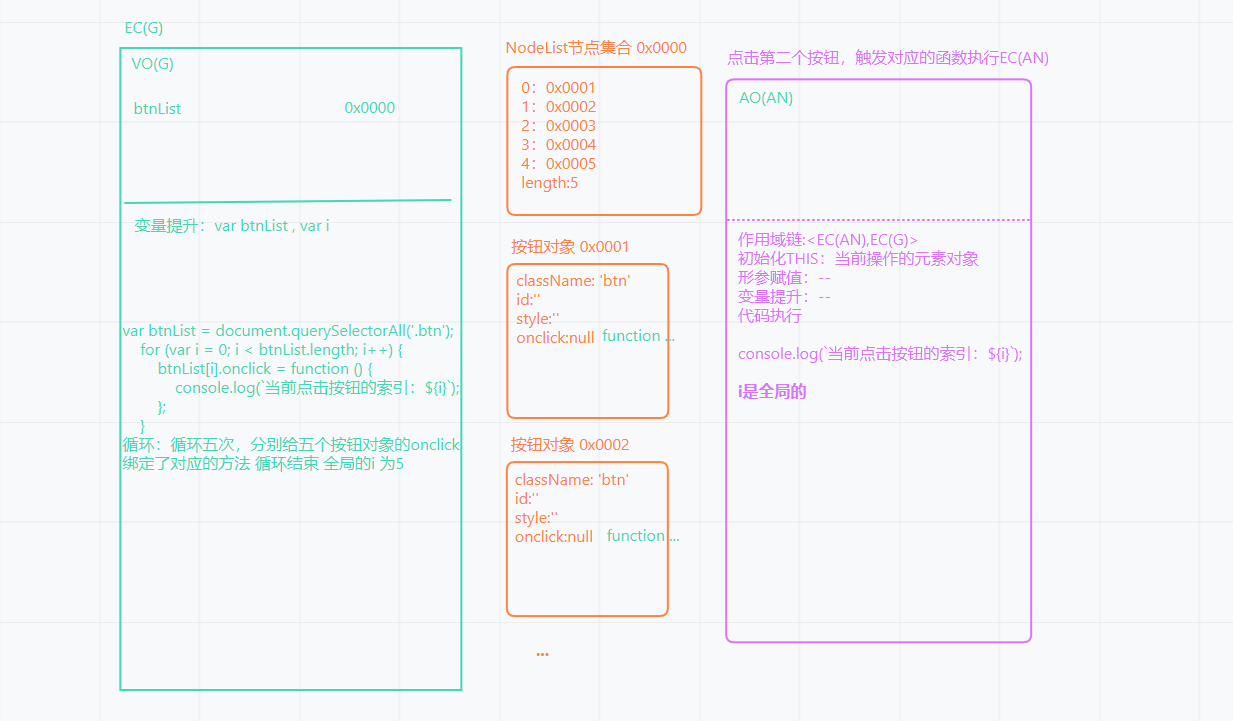 EC(G)
VO(G)
btnList 0x0000
变量提升：var btnList , var i
var btnList = document.querySelectorAll('.btn');
for (var i = 0; i < btnList.length; i++) {
btnList[i].onclick = function () {
console.log(`当前点击按钮的索引：${i}`);
};
}
循环：循环五次，分别给五个按钮对象的onclick
绑定了对应的方法 循环结束 全局的i 为5
NodeList节点集合 0x0000
0：0x0001
1：0x0002
2：0x0003
3：0x0004
4：0x0005
length:5
按钮对象 0x0001
className: 'btn'
id:''
style:''
onclick:null function ...
按钮对象 0x0002
className: 'btn'
id:''
style:''
onclick:null function ...
...
点击第二个按钮，触发对应的函数执行EC(AN)
AO(AN)
作用域链:<EC(AN),EC(G)>
初始化THIS：当前操作的元素对象
形参赋值：--
变量提升：--
代码执行
console.log(`当前点击按钮的索引：${i}`);
i是全局的